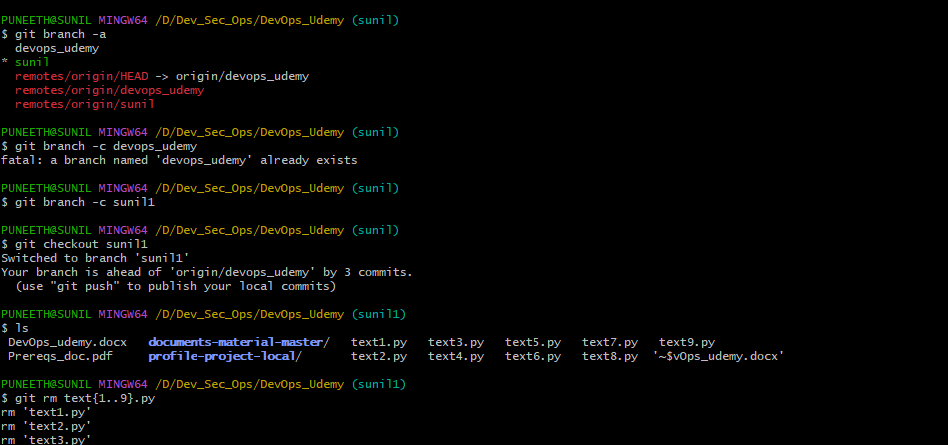 PUNEETH@SUNIL MINGW64 /D/Dev_Sec_Ops/DevOps_Udemy (sunil)
$ git branch -a
  devops_udemy
* sunil
  remotes/origin/HEAD -> origin/devops_udemy
  remotes/origin/devops_udemy
  remotes/origin/sunil

PUNEETH@SUNIL MINGW64 /D/Dev_Sec_Ops/DevOps_Udemy (sunil)
$ git branch -c devops_udemy
fatal: a branch named 'devops_udemy' already exists

PUNEETH@SUNIL MINGW64 /D/Dev_Sec_Ops/DevOps_Udemy (sunil)
$ git branch -c sunil1

PUNEETH@SUNIL MINGW64 /D/Dev_Sec_Ops/DevOps_Udemy (sunil)
$ git checkout sunil1
Switched to branch 'sunil1'
Your branch is ahead of 'origin/devops_udemy' by 3 commits.
  (use "git push" to publish your local commits)

PUNEETH@SUNIL MINGW64 /D/Dev_Sec_Ops/DevOps_Udemy (sunil1)
$ ls
 DevOps_udemy.docx   documents-material-master/   text1.py   text3.py   text5.py   text7.py   text9.py
 Prereqs_doc.pdf     profile-project-local/       text2.py   text4.py   text6.py   text8.py  '~$vOps_udemy.docx'

PUNEETH@SUNIL MINGW64 /D/Dev_Sec_Ops/DevOps_Udemy (sunil1)
$ git rm text{1..9}.py
rm 'text1.py'
rm 'text2.py'
rm 'text3.py'